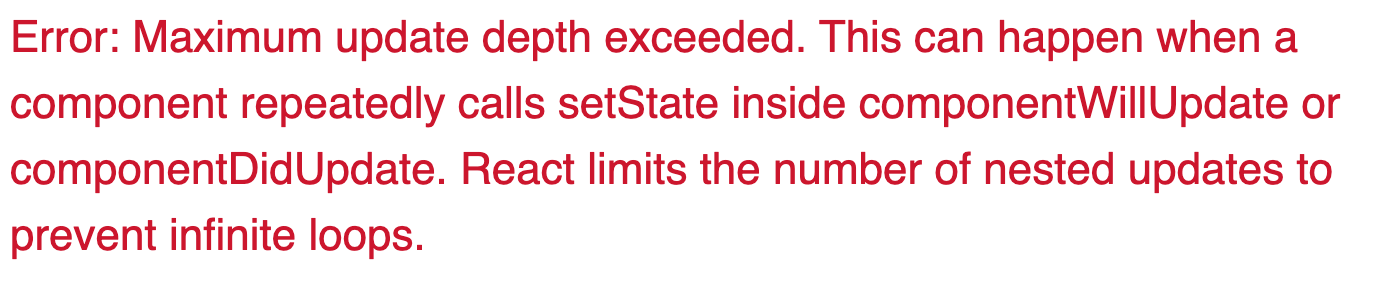 Error: Maximum update depth exceeded. This can happen when a
component repeatedly calls setState inside componentWillUpdate or
componentDidUpdate. React limits the number of nested updates to
prevent infinite loops.